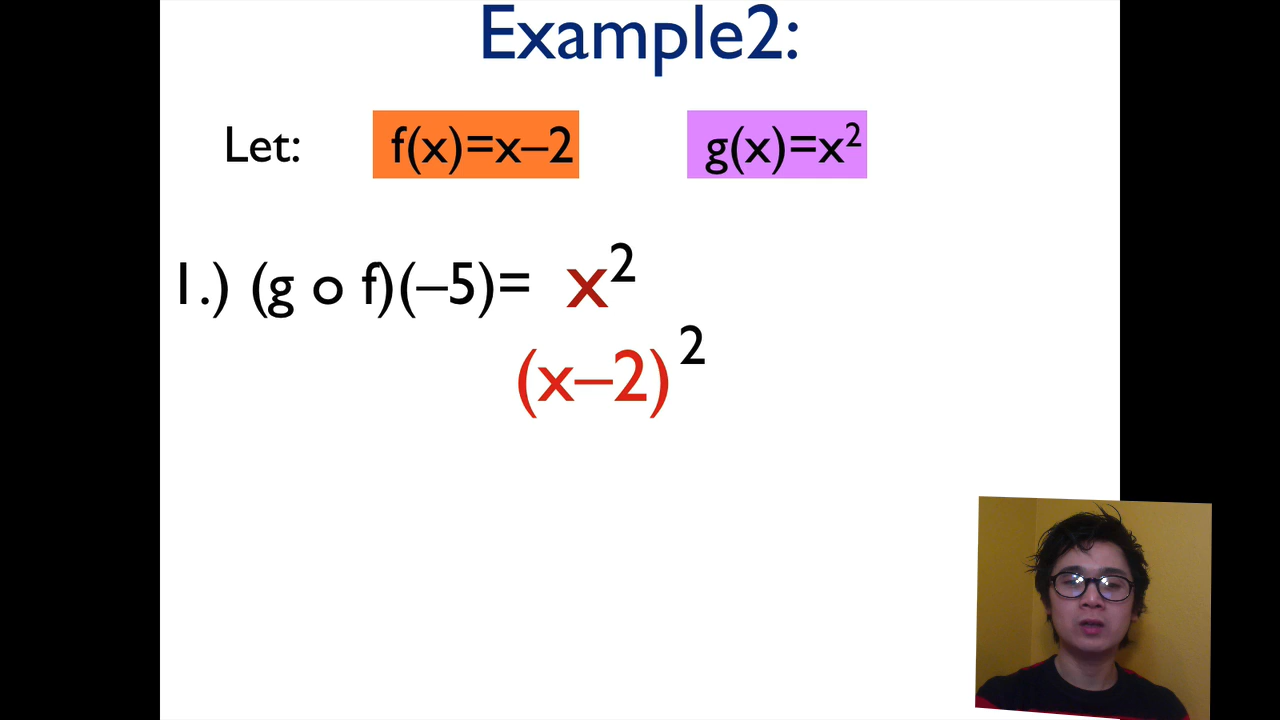 Example2:
Let: f(x)=x–2 g(x)=x²
1.) (g o f)(–5)= x²
(x–2)²